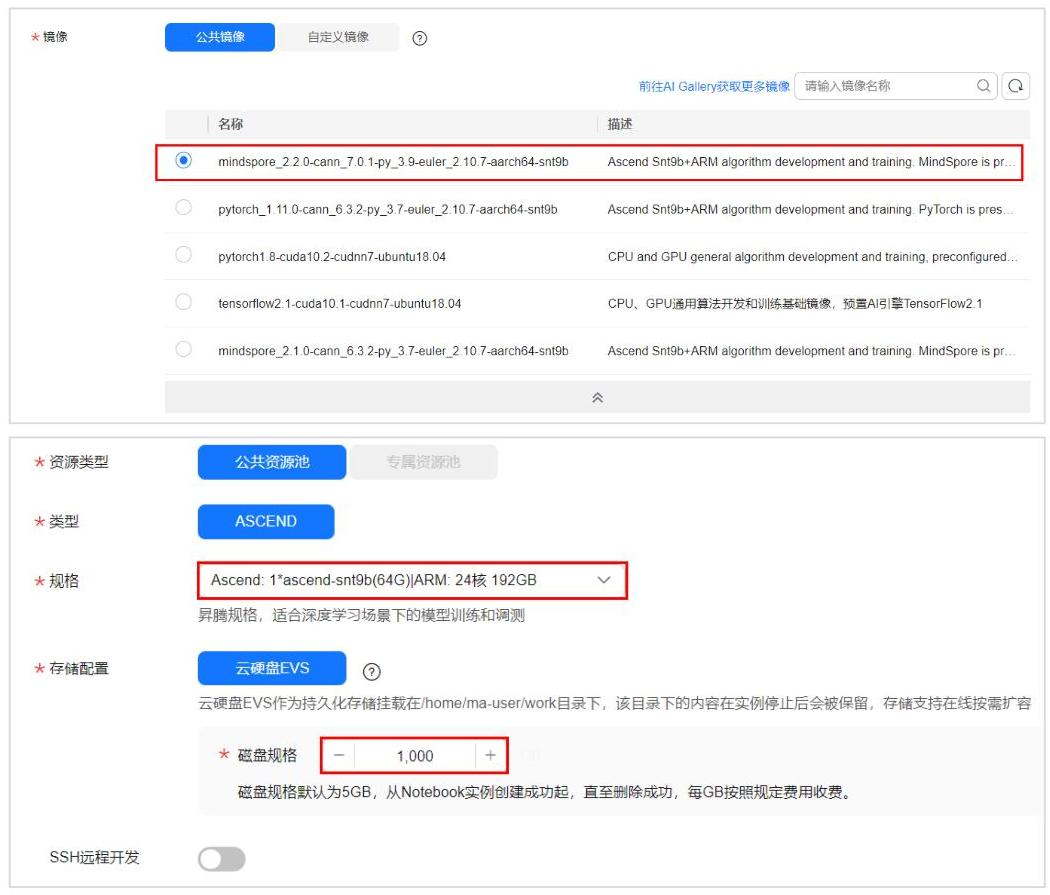 * 镜像 公共镜像 自定义镜像 ?
前往AI Gallery获取更多镜像 请输入镜像名称
名称 描述
mindspore_2.2.0-cann_7.0.1-py_3.9-euler_2.10.7-aarch64-snt9b Ascend Snt9b+ARM algorithm development and training. MindSpore is pr...
pytorch_1.11.0-cann_6.3.2-py_3.7-euler_2.10.7-aarch64-snt9b Ascend Snt9b+ARM algorithm development and training. PyTorch is pres...
pytorch1.8-cuda10.2-cudnn7-ubuntu18.04 CPU and GPU general algorithm development and training, preconfigured...
tensorflow2.1-cuda10.1-cudnn7-ubuntu18.04 CPU、GPU通用算法开发和训练基础镜像，预置AI引擎TensorFlow2.1
mindspore_2.1.0-cann_6.3.2-py_3.7-euler_2.10.7-aarch64-snt9b Ascend Snt9b+ARM algorithm development and training. MindSpore is pr...
* 资源类型 公共资源池 专属资源池
* 类型 ASCEND
* 规格 Ascend: 1*ascend-snt9b(64G)|ARM: 24核 192GB
昇腾规格，适合深度学习场景下的模型训练和调测
* 存储配置 云硬盘EVS ?
云硬盘EVS作为持久化存储挂载在/home/ma-user/work目录下，该目录下的内容在实例停止后会被保留，存储支持在线按需扩容
* 磁盘规格 − 1,000 +
磁盘规格默认为5GB，从Notebook实例创建成功起，直至删除成功，每GB按照规定费用收费。
SSH远程开发